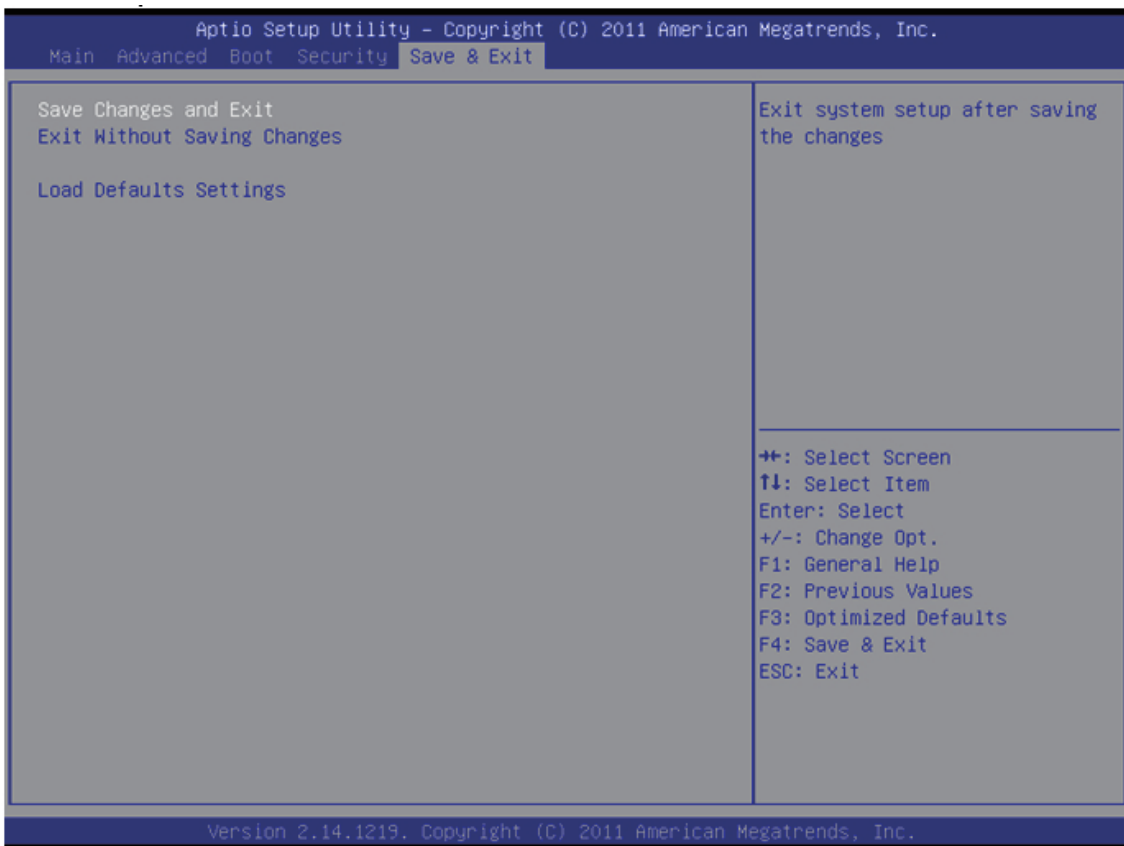 Aptio Setup Utility – Copyright (C) 2011 American Megatrends, Inc.
Main Advanced Boot Security Save & Exit
Save Changes and Exit
Exit Without Saving Changes
Load Defaults Settings
Exit system setup after saving
the changes
→←: Select Screen
↑↓: Select Item
Enter: Select
+/-: Change Opt.
F1: General Help
F2: Previous Values
F3: Optimized Defaults
F4: Save & Exit
ESC: Exit
Version 2.14.1219. Copyright (C) 2011 American Megatrends, Inc.